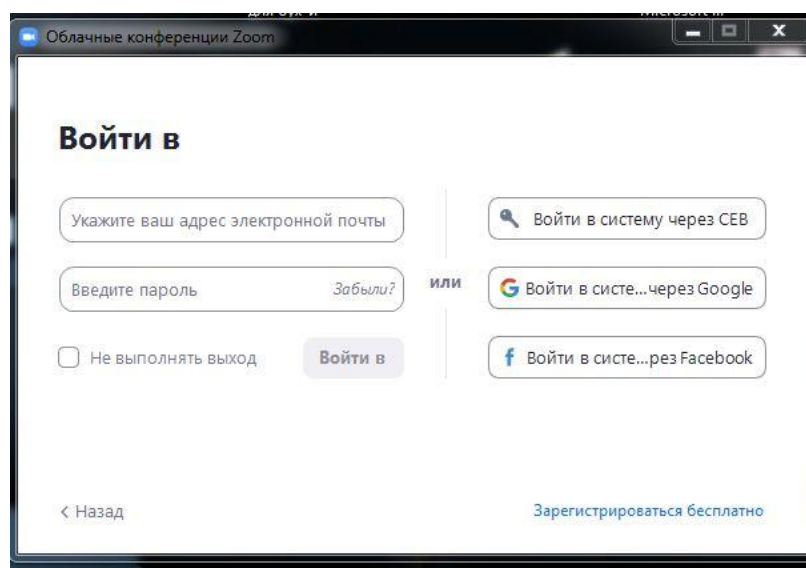 Облачные конференции Zoom
Войти в
Укажите ваш адрес электронной почты
Введите пароль
Забыли?
Не выполнять выход
Войти в
или
Войти в систему через СЕВ
Войти в систе...через Google
Войти в систе...рез Facebook
< Назад
Зарегистрироваться бесплатно